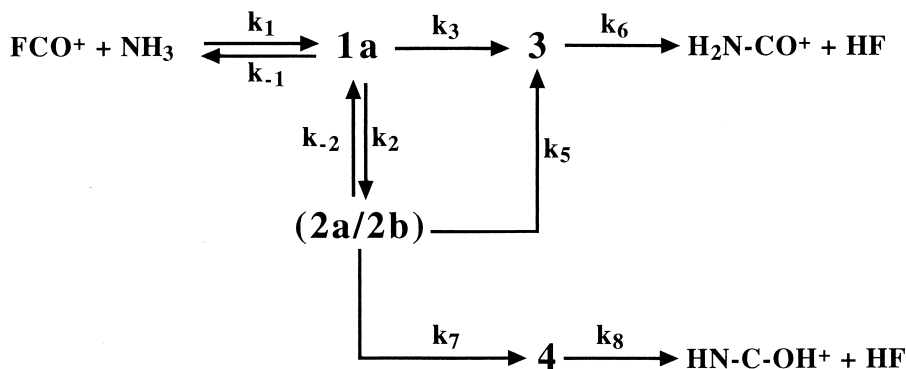 FCO⁺ + NH₃ k₁ k₋₁ 1a k₃ 3 k₆ H₂N-CO⁺ + HF
k₋₂ k₂ k₅
(2a/2b)
k₇ 4 k₈ HN-C-OH⁺ + HF